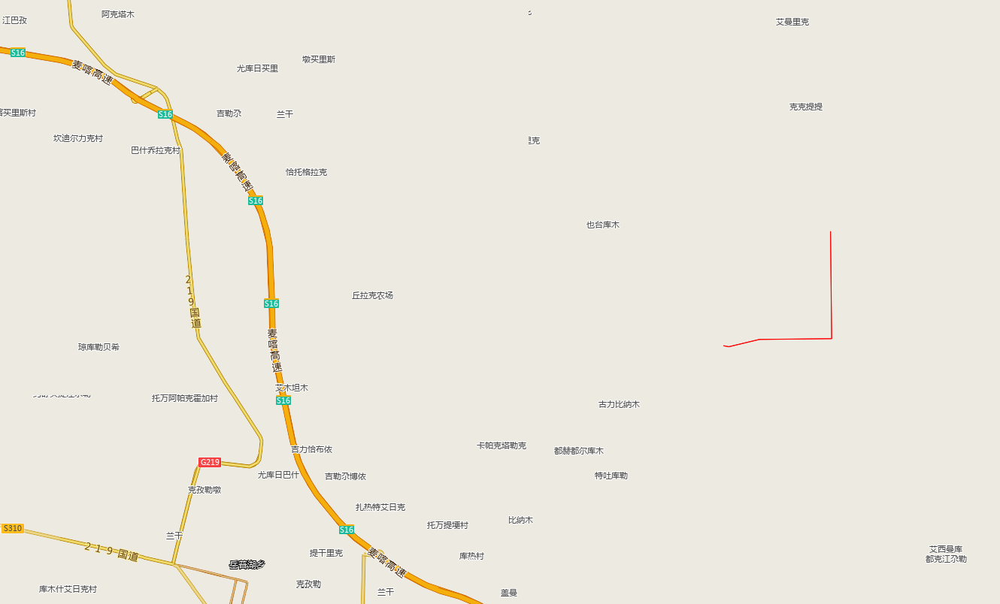 阿克塔木
江巴孜
艾曼里克
S16
墩买里斯
麦喀高速
尤库日买里
克克提提
买里斯村
S16
吉勒尕
兰干
坎迪尔力克村
里克
巴什乔拉克村
麦喀高速
恰托格拉克
S16
也台库木
219国道
丘拉克农场
S16
麦喀高速
琼库勒贝希
艾木坦木
托万阿帕克霍加村
S16
古力比纳木
吉力恰布依
卡帕克塔勒克
都赫都尔库木
G219
尤库日巴什
吉勒尕博依
特吐库勒
克孜勒墩
扎热特艾日克
比纳木
托万提埂村
S310
S16
兰干
219国道
提干里克
麦喀高速
库热村
艾西曼库
都克江尕勒
岳普湖乡
克孜勒
库木什艾日克村
兰干
盖曼